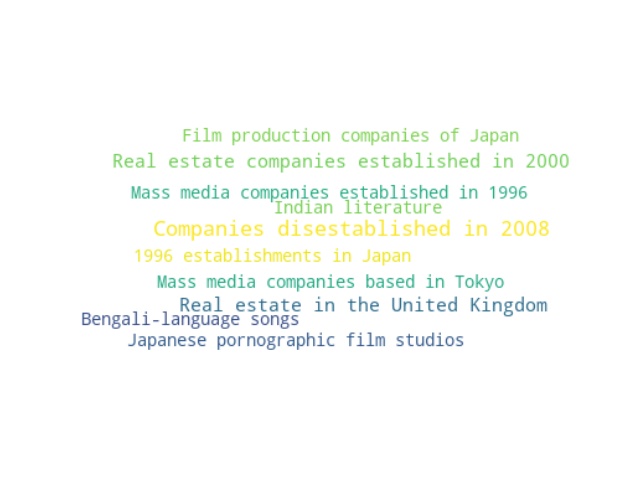 Film production companies of Japan
Real estate companies established in 2000
Mass media companies established in 1996
Indian literature
Companies disestablished in 2008
1996 establishments in Japan
Mass media companies based in Tokyo
Real estate in the United Kingdom
Bengali-language songs
Japanese pornographic film studios